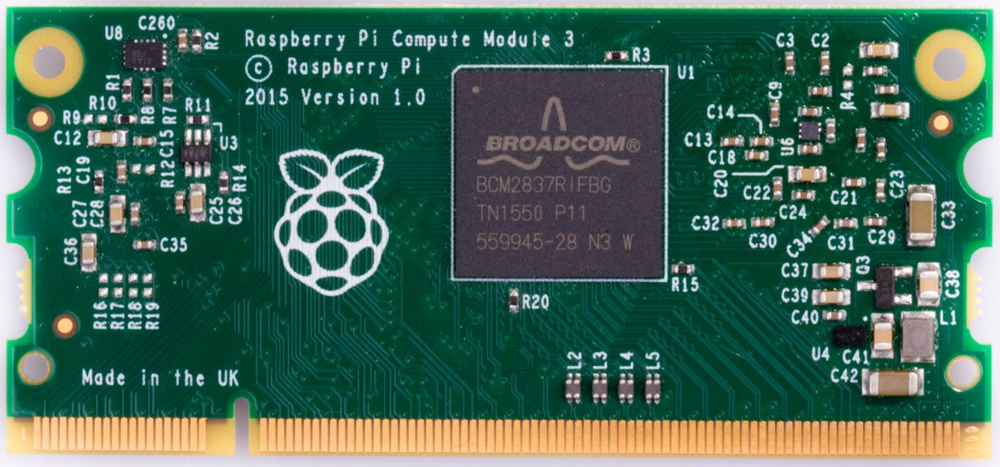 C260
U8
R2
Raspberry Pi Compute Module 3
© Raspberry Pi
2015 Version 1.0
R3
U1
C3
C2
R1
R10
R8
R7
R11
R9
C12
C15
U3
R12
R13
C19
R14
C27
C28
C25
C26
C36
C35
R16
R17
R18
R19
BROADCOM®
BCM2837RIFBG
TN1550 P11
559945-28 N3 W
R15
R20
C9
R4
C14
C13
C18
U6
C20
C22
C24
C21
C23
C33
C32
C30
C34
C31
C29
C37
Q3
C38
C39
C40
L1
U4
C41
C42
L2
L3
L4
L5
Made in the UK
1
199